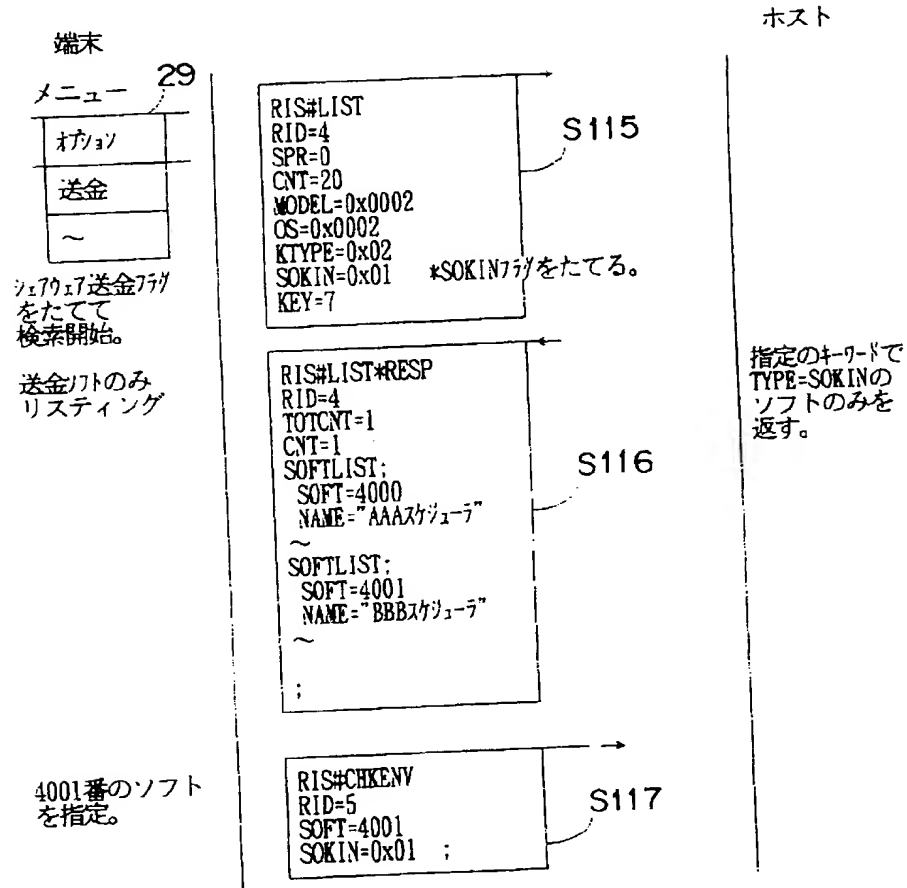 ホスト
端末
メニュー
29
オプション
送金
~
シェアウェア送金フラグ
をたてて
検索開始。
送金ソフトのみ
リスティング
RIS#LIST
RID=4
SPR=0
CNT=20
MODEL=0x0002
OS=0x0002
KTYPE=0x02
SOKIN=0x01 *SOKINフラグをたてる。
KEY=7
S115
RIS#LIST*RESP
RID=4
TOTCNT=1
CNT=1
SOFTLIST;
SOFT=4000
NAME="AAAスケジューラ"
~
SOFTLIST;
SOFT=4001
NAME="BBBスケジューラ"
~
;
S116
指定のキーワードで
TYPE=SOKINの
ソフトのみを
返す。
4001番のソフト
を指定。
RIS#CHKENV
RID=5
SOFT=4001
SOKIN=0x01 ;
S117